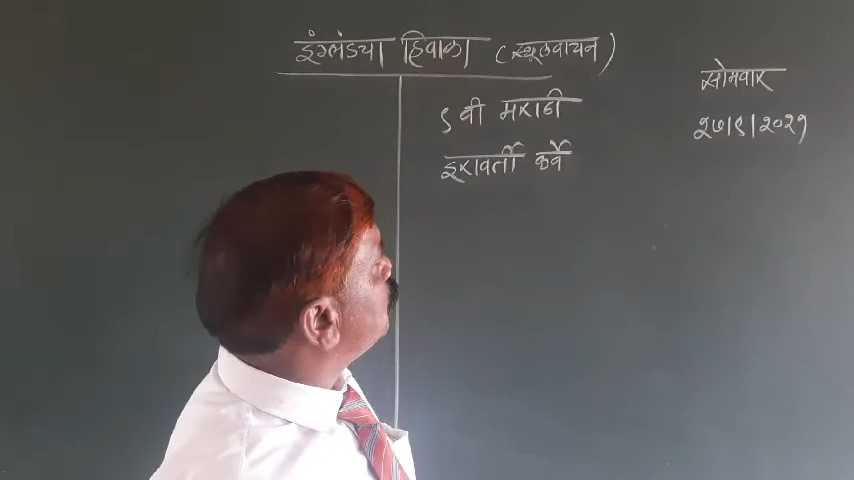 इंग्लंडचा हिवाळा (स्थूलवाचन)
९ वी मराठी
इरावती कर्वे
सोमवार
२७/९/२०२१